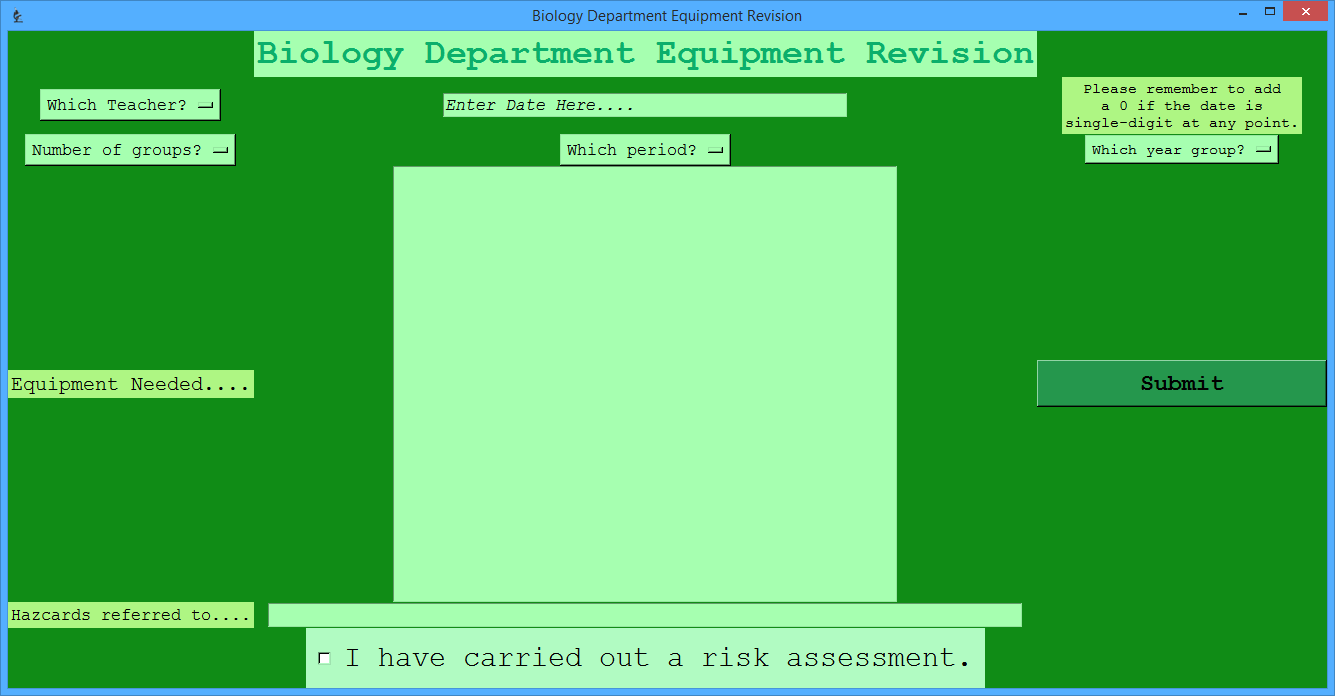 Biology Department Equipment Revision
Biology Department Equipment Revision
Which Teacher?
Enter Date Here....
Please remember to add
a 0 if the date is
single-digit at any point.
Number of groups?
Which period?
Which year group?
Equipment Needed....
Submit
Hazcards referred to....
I have carried out a risk assessment.